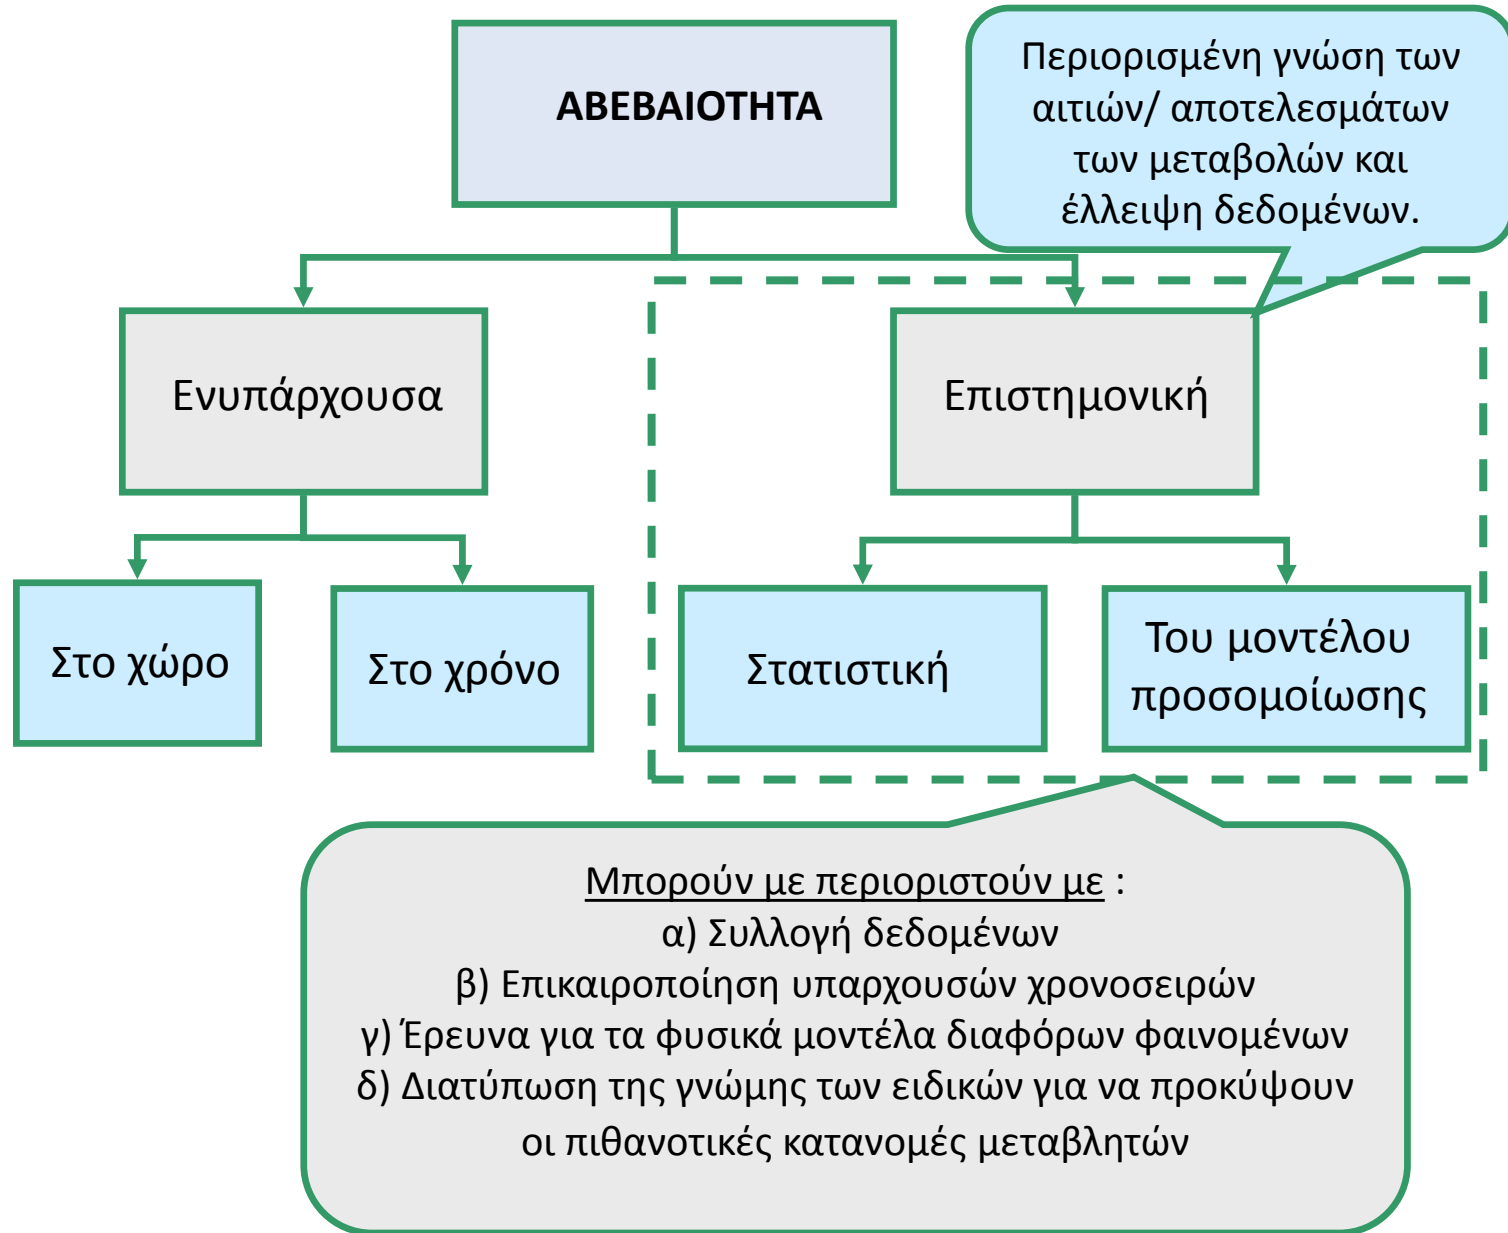 ΑΒΕΒΑΙΟΤΗΤΑ
Περιορισμένη γνώση των
αιτιών/ αποτελεσμάτων
των μεταβολών και
έλλειψη δεδομένων.
Ενυπάρχουσα
Επιστημονική
Στο χώρο
Στο χρόνο
Στατιστική
Του μοντέλου
προσομοίωσης
Μπορούν με περιοριστούν με :
α) Συλλογή δεδομένων
β) Επικαιροποίηση υπαρχουσών χρονοσειρών
γ) Έρευνα για τα φυσικά μοντέλα διαφόρων φαινομένων
δ) Διατύπωση της γνώμης των ειδικών για να προκύψουν
οι πιθανοτικές κατανομές μεταβλητών